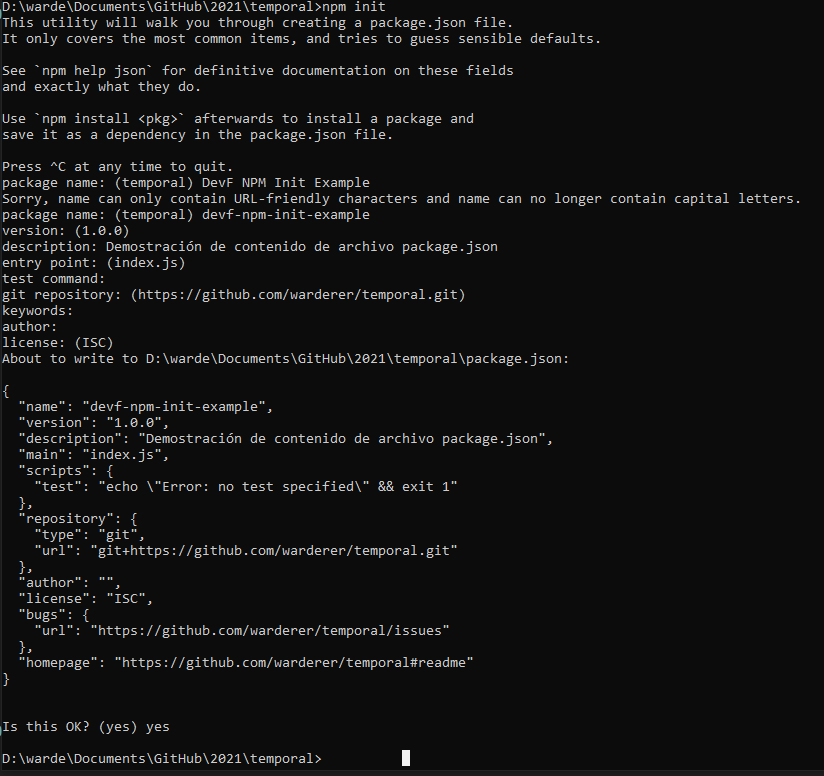 D:\warde\Documents\GitHub\2021\temporal>npm init
This utility will walk you through creating a package.json file.
It only covers the most common items, and tries to guess sensible defaults.

See `npm help json` for definitive documentation on these fields
and exactly what they do.

Use `npm install <pkg>` afterwards to install a package and
save it as a dependency in the package.json file.

Press ^C at any time to quit.
package name: (temporal) DevF NPM Init Example
Sorry, name can only contain URL-friendly characters and name can no longer contain capital letters.
package name: (temporal) devf-npm-init-example
version: (1.0.0)
description: Demostración de contenido de archivo package.json
entry point: (index.js)
test command:
git repository: (https://github.com/warderer/temporal.git)
keywords:
author:
license: (ISC)
About to write to D:\warde\Documents\GitHub\2021\temporal\package.json:

{
  "name": "devf-npm-init-example",
  "version": "1.0.0",
  "description": "Demostración de contenido de archivo package.json",
  "main": "index.js",
  "scripts": {
    "test": "echo \"Error: no test specified\" && exit 1"
  },
  "repository": {
    "type": "git",
    "url": "git+https://github.com/warderer/temporal.git"
  },
  "author": "",
  "license": "ISC",
  "bugs": {
    "url": "https://github.com/warderer/temporal/issues"
  },
  "homepage": "https://github.com/warderer/temporal#readme"
}

Is this OK? (yes) yes

D:\warde\Documents\GitHub\2021\temporal>